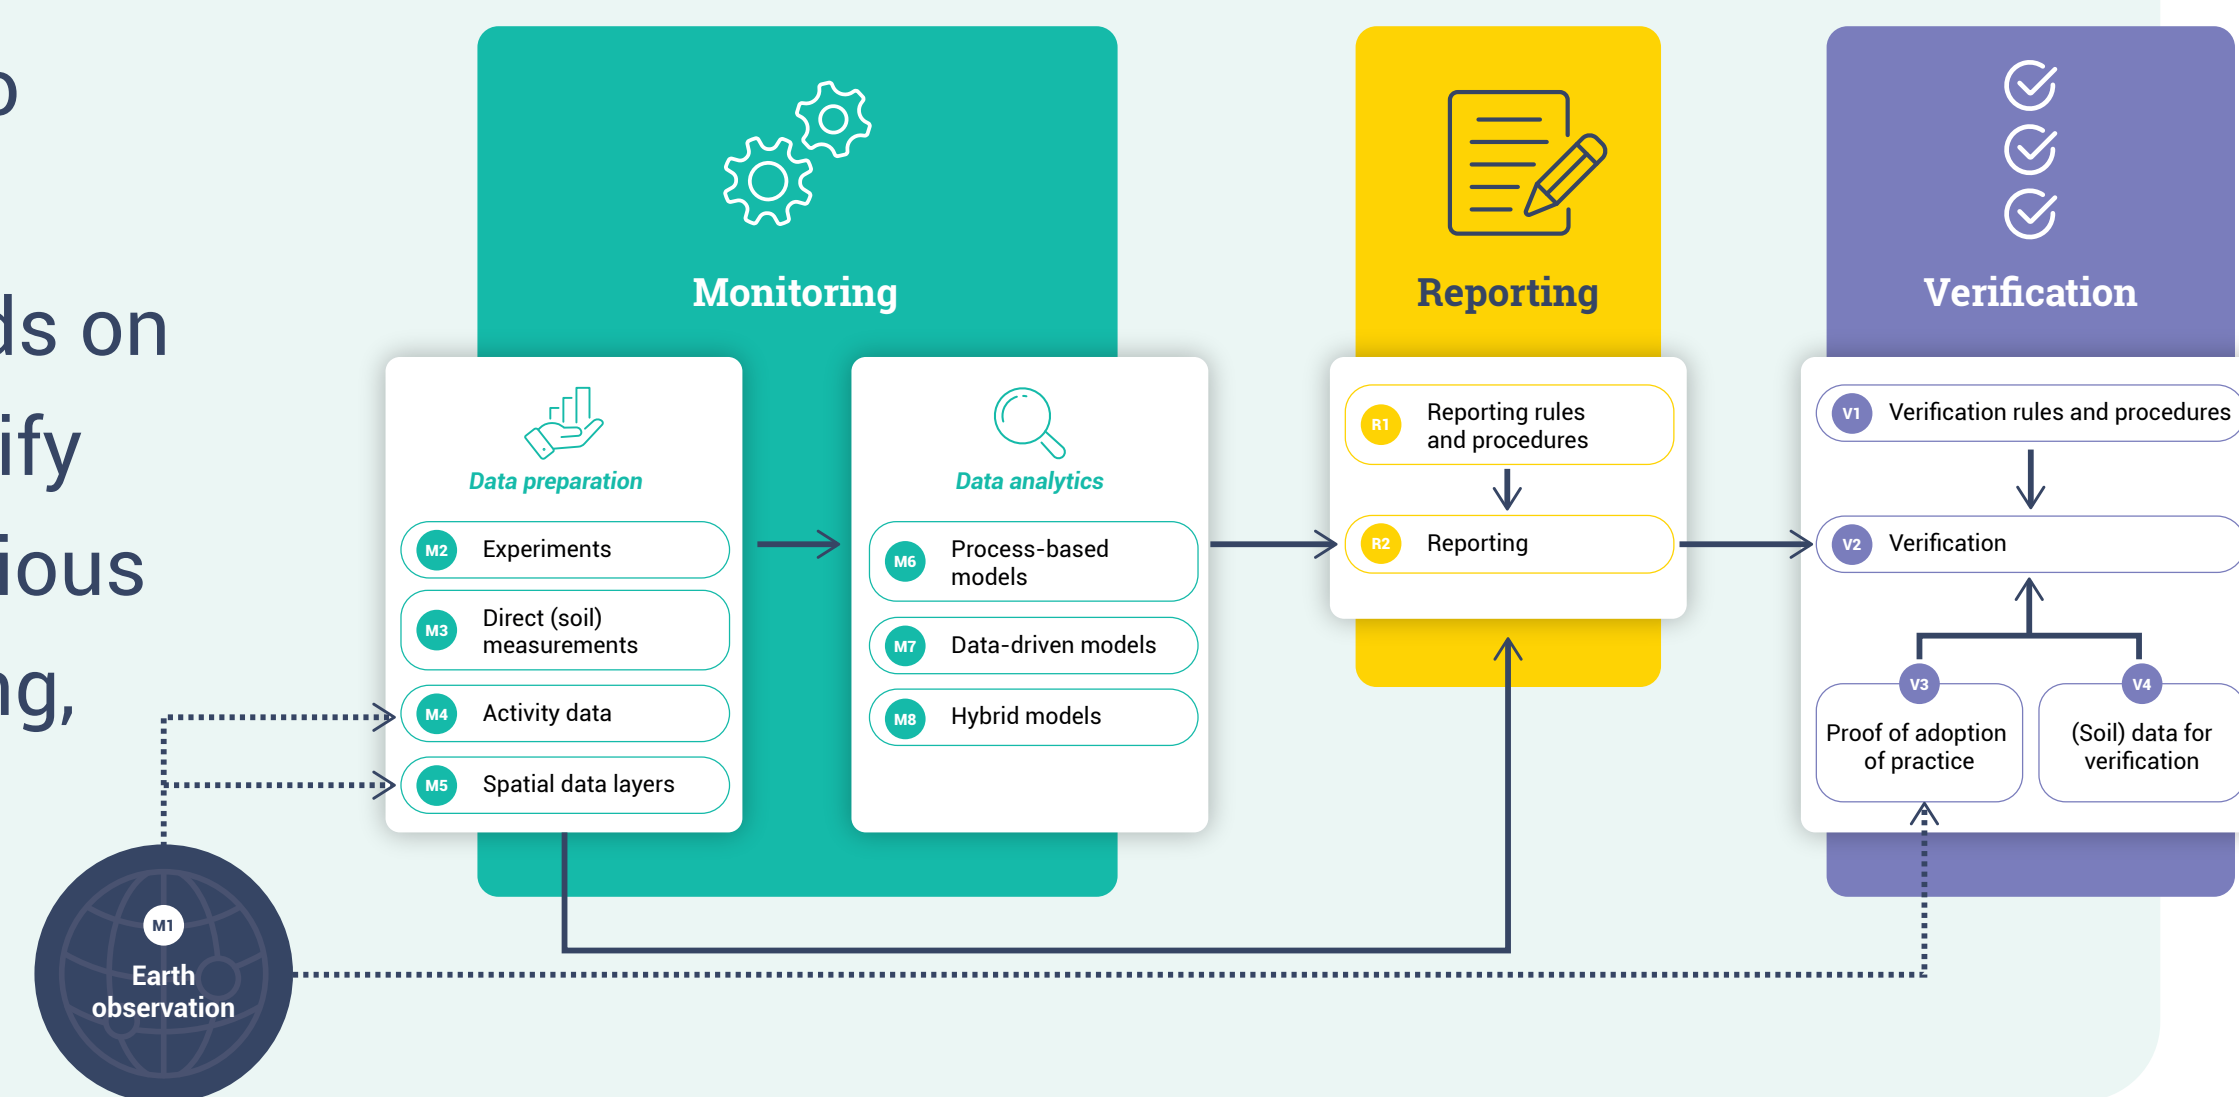 ds on
ify
ious
ng,
Monitoring
Data preparation
M2 Experiments
M3 Direct (soil)
measurements
M4 Activity data
M5 Spatial data layers
Data analytics
M6 Process-based
models
M7 Data-driven models
M8 Hybrid models
Reporting
R1 Reporting rules
and procedures
R2 Reporting
Verification
V1 Verification rules and procedures
V2 Verification
V3
Proof of adoption
of practice
V4
(Soil) data for
verification
M1
Earth
observation